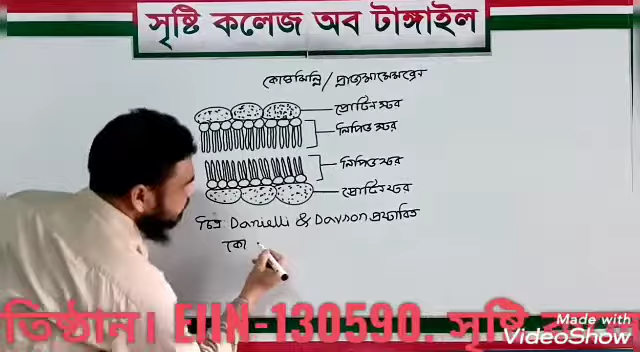 সৃষ্টি কলেজ অব টাঙ্গাইল
কোষঝিল্লি / প্লাজমামেমব্রেন
প্রোটিন স্তর
লিপিড স্তর
লিপিড স্তর
প্রোটিন স্তর
চিত্র: Danielli & Davson প্রস্তাবিত
কো
তিষ্ঠান। EIIN-130590. সৃষ্টি
Made with
VideoShow